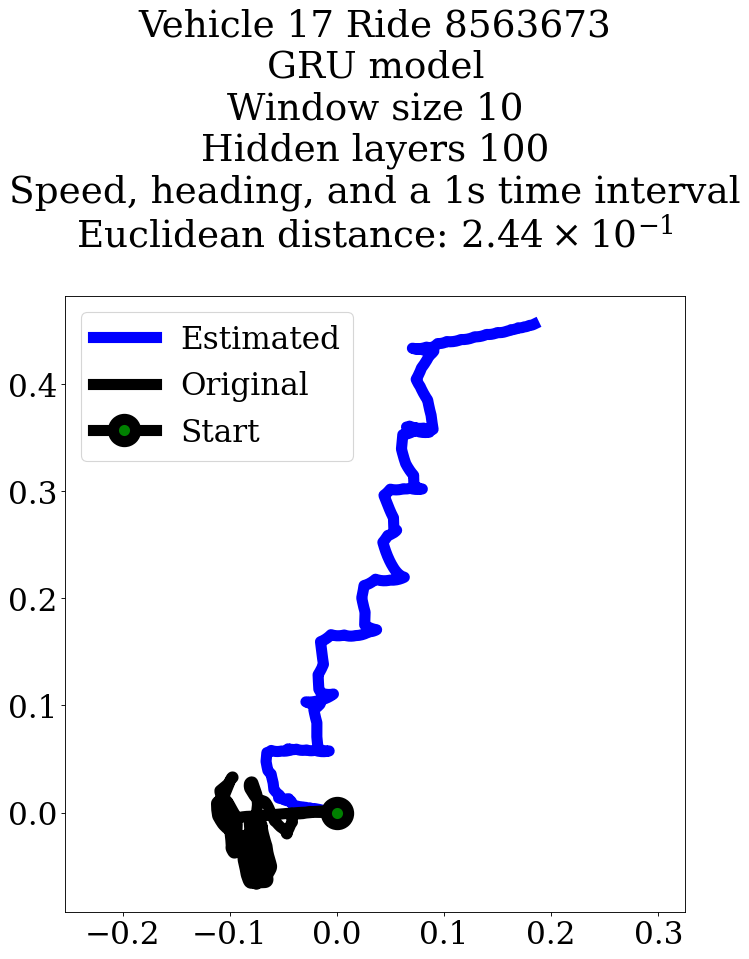 Vehicle 17 Ride 8563673
GRU model
Window size 10
Hidden layers 100
Speed, heading, and a 1s time interval
Euclidean distance: 2.44 × 10⁻¹
Estimated
Original
Start
0.4
0.3
0.2
0.1
0.0
−0.2 −0.1 0.0 0.1 0.2 0.3